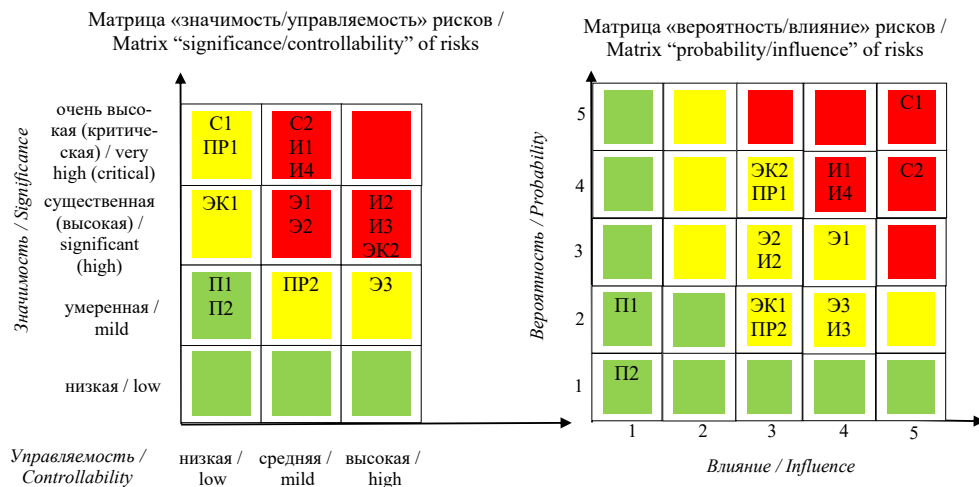 Матрица «значимость/управляемость» рисков /
Matrix “significance/controllability” of risks
Значимость / Significance
очень высо-
кая (критиче-
ская) / very
high (critical)
С1
ПР1
С2
И1
И4
существенная
(высокая) /
significant
(high)
ЭК1
Э1
Э2
И2
И3
ЭК2
умеренная /
mild
П1
П2
ПР2
Э3
низкая / low
Управляемость /
Controllability
низкая /
low
средняя /
mild
высокая /
high
Матрица «вероятность/влияние» рисков /
Matrix “probability/influence” of risks
Вероятность / Probability
5
С1
4
ЭК2
ПР1
И1
И4
С2
3
Э2
И2
Э1
2
П1
ЭК1
ПР2
Э3
И3
1
П2
1 2 3 4 5
Влияние / Influence